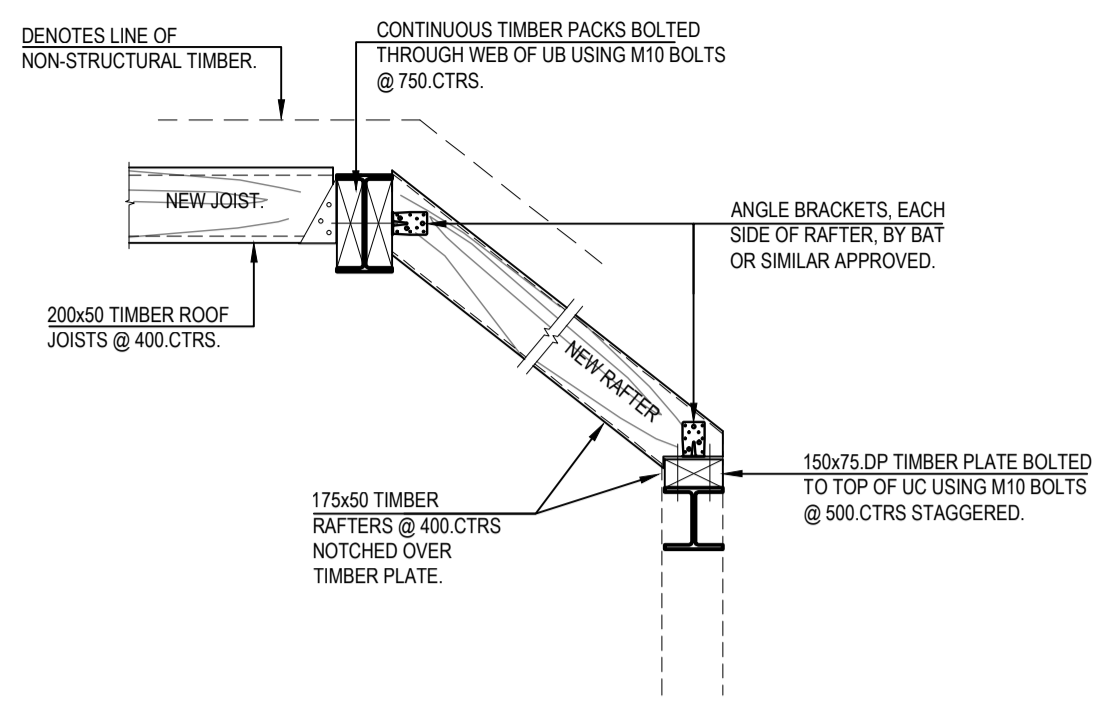 DENOTES LINE OF
NON-STRUCTURAL TIMBER.
CONTINUOUS TIMBER PACKS BOLTED
THROUGH WEB OF UB USING M10 BOLTS
@ 750.CTRS.
NEW JOIST.
ANGLE BRACKETS, EACH
SIDE OF RAFTER, BY BAT
OR SIMILAR APPROVED.
200x50 TIMBER ROOF
JOISTS @ 400.CTRS.
NEW RAFTER
150x75.DP TIMBER PLATE BOLTED
TO TOP OF UC USING M10 BOLTS
@ 500.CTRS STAGGERED.
175x50 TIMBER
RAFTERS @ 400.CTRS
NOTCHED OVER
TIMBER PLATE.